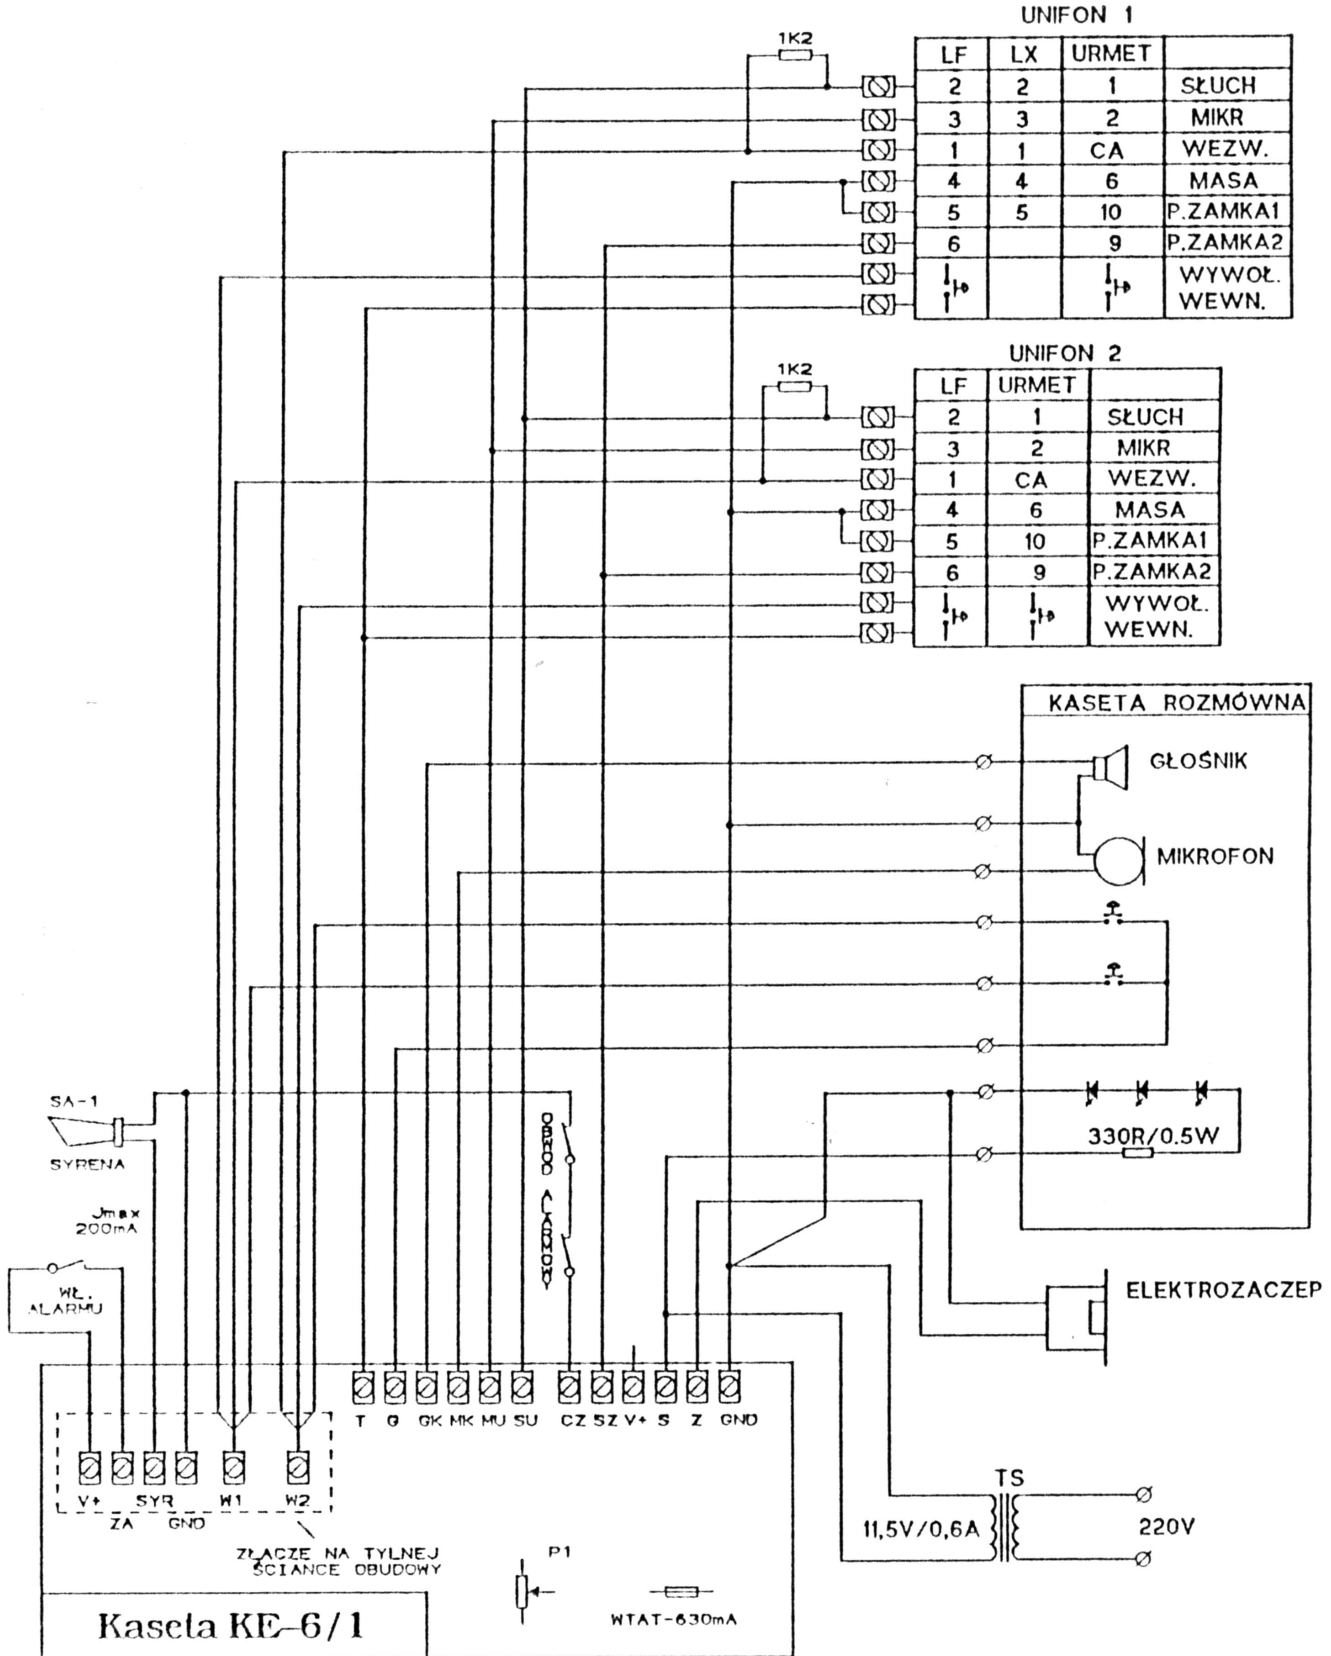 UNIFON 1
1K2
LF LX URMET
2 2 1 SŁUCH
3 3 2 MIKR
1 1 CA WEZW.
4 4 6 MASA
5 5 10 P.ZAMKA1
6 9 P.ZAMKA2
WYWOŁ.
WEWN.
UNIFON 2
1K2
LF URMET
2 1 SŁUCH
3 2 MIKR
1 CA WEZW.
4 6 MASA
5 10 P.ZAMKA1
6 9 P.ZAMKA2
WYWOŁ.
WEWN.
KASETA ROZMÓWNA
GŁOŚNIK
MIKROFON
330R/0.5W
ELEKTROZACZEP
SA-1
SYRENA
Jmax
200mA
WŁ.
ALARMU
OBWOD ALARMOWY
T G GK MK MU SU CZ SZ V+ S Z GND
V+ SYR W1 W2
ZA GND
ZŁĄCZE NA TYLNEJ
ŚCIANCE OBUDOWY
P1
WTAT-630mA
TS
11,5V/0,6A
220V
Kaseta KE-6/1